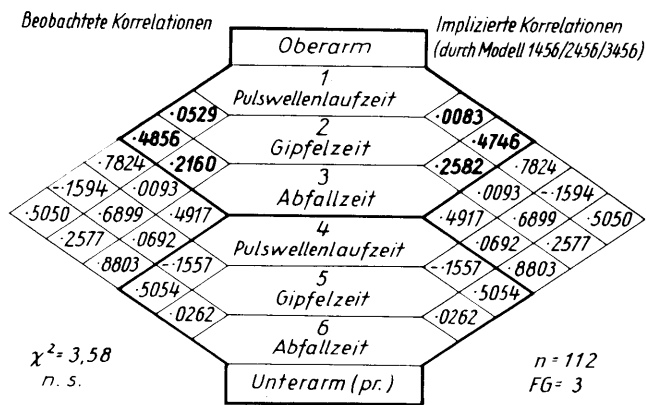 Beobachtete Korrelationen
Oberarm
Implizierte Korrelationen
(durch Modell 1456/2456/3456)
1
Pulswellenlaufzeit
.0529
.0083
2
Gipfelzeit
.4856
.4746
3
Abfallzeit
.7824
.2160
.2582
.7824
-.1594
.0093
.0093
-.1594
.5050
.6899
.4917
.4917
.6899
.5050
4
Pulswellenlaufzeit
.2577
.0692
.0692
.2577
.8803
-.1557
-.1557
.8803
5
Gipfelzeit
.5054
.5054
.0262
.0262
6
Abfallzeit
χ²= 3,58
n. s.
Unterarm (pr.)
n = 112
FG= 3